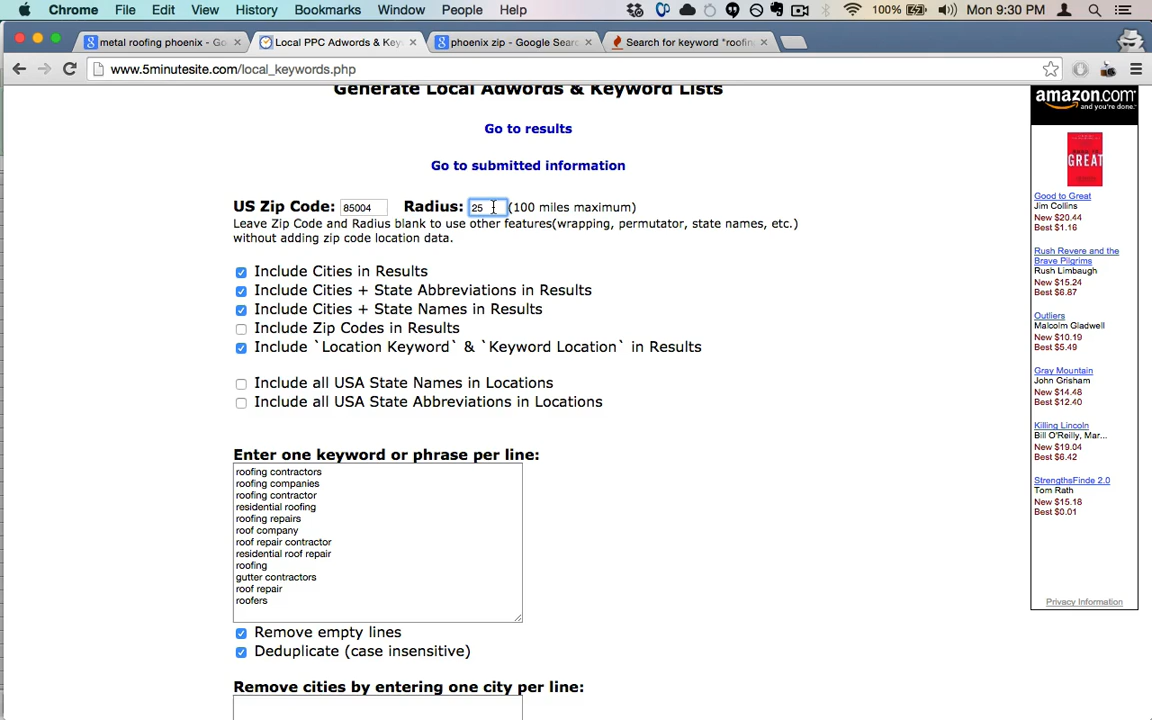 Chrome File Edit View History Bookmarks Window People Help 100% Mon 9:30 PM
metal roofing phoenix - Go
Local PPC Adwords & Key
phoenix zip - Google Searc
Search for keyword "roofin
www.5minutesite.com/local_keywords.php
Generate Local Adwords & Keyword Lists
Go to results
Go to submitted information
US Zip Code: 85004 Radius: 25 (100 miles maximum)
Leave Zip Code and Radius blank to use other features(wrapping, permutator, state names, etc.)
without adding zip code location data.
Include Cities in Results
Include Cities + State Abbreviations in Results
Include Cities + State Names in Results
Include Zip Codes in Results
Include `Location Keyword` & `Keyword Location` in Results
Include all USA State Names in Locations
Include all USA State Abbreviations in Locations
Enter one keyword or phrase per line:
roofing contractors
roofing companies
roofing contractor
residential roofing
roofing repairs
roof company
roof repair contractor
residential roof repair
roofing
gutter contractors
roof repair
roofers
Remove empty lines
Deduplicate (case insensitive)
Remove cities by entering one city per line:
amazon.com
and you're done.
GREAT
Good to Great
Jim Collins
New $20.44
Best $1.16
Rush Revere and the
Brave Pilgrims
Rush Limbaugh
New $15.24
Best $6.87
Outliers
Malcolm Gladwell
New $10.19
Best $5.49
Gray Mountain
John Grisham
New $14.48
Best $12.40
Killing Lincoln
Bill O'Reilly, Mar...
New $19.04
Best $6.42
StrengthsFinde 2.0
Tom Rath
New $15.18
Best $0.01
Privacy Information